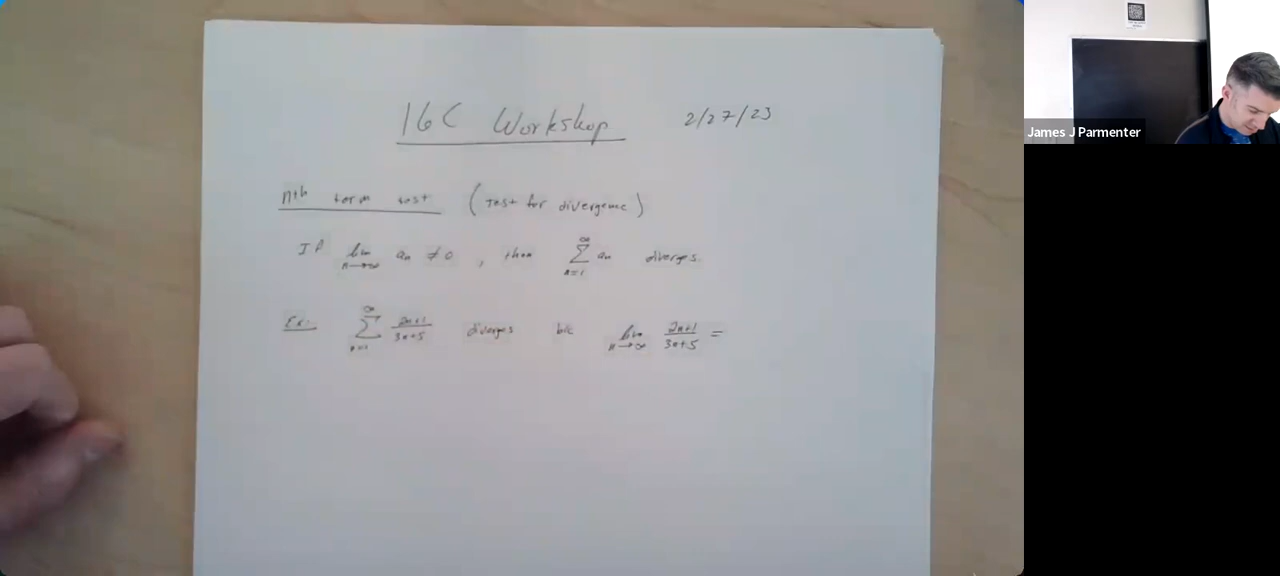 16C Workshop 2/27/23
nth term test (Test for divergence)
If lim n→∞ an ≠ 0, then ∞ Σ n=1 an diverges.
Ex: ∞ Σ n=1 2n+1/3n+5 diverges b/c lim n→∞ 2n+1/3n+5 =
James J Parmenter